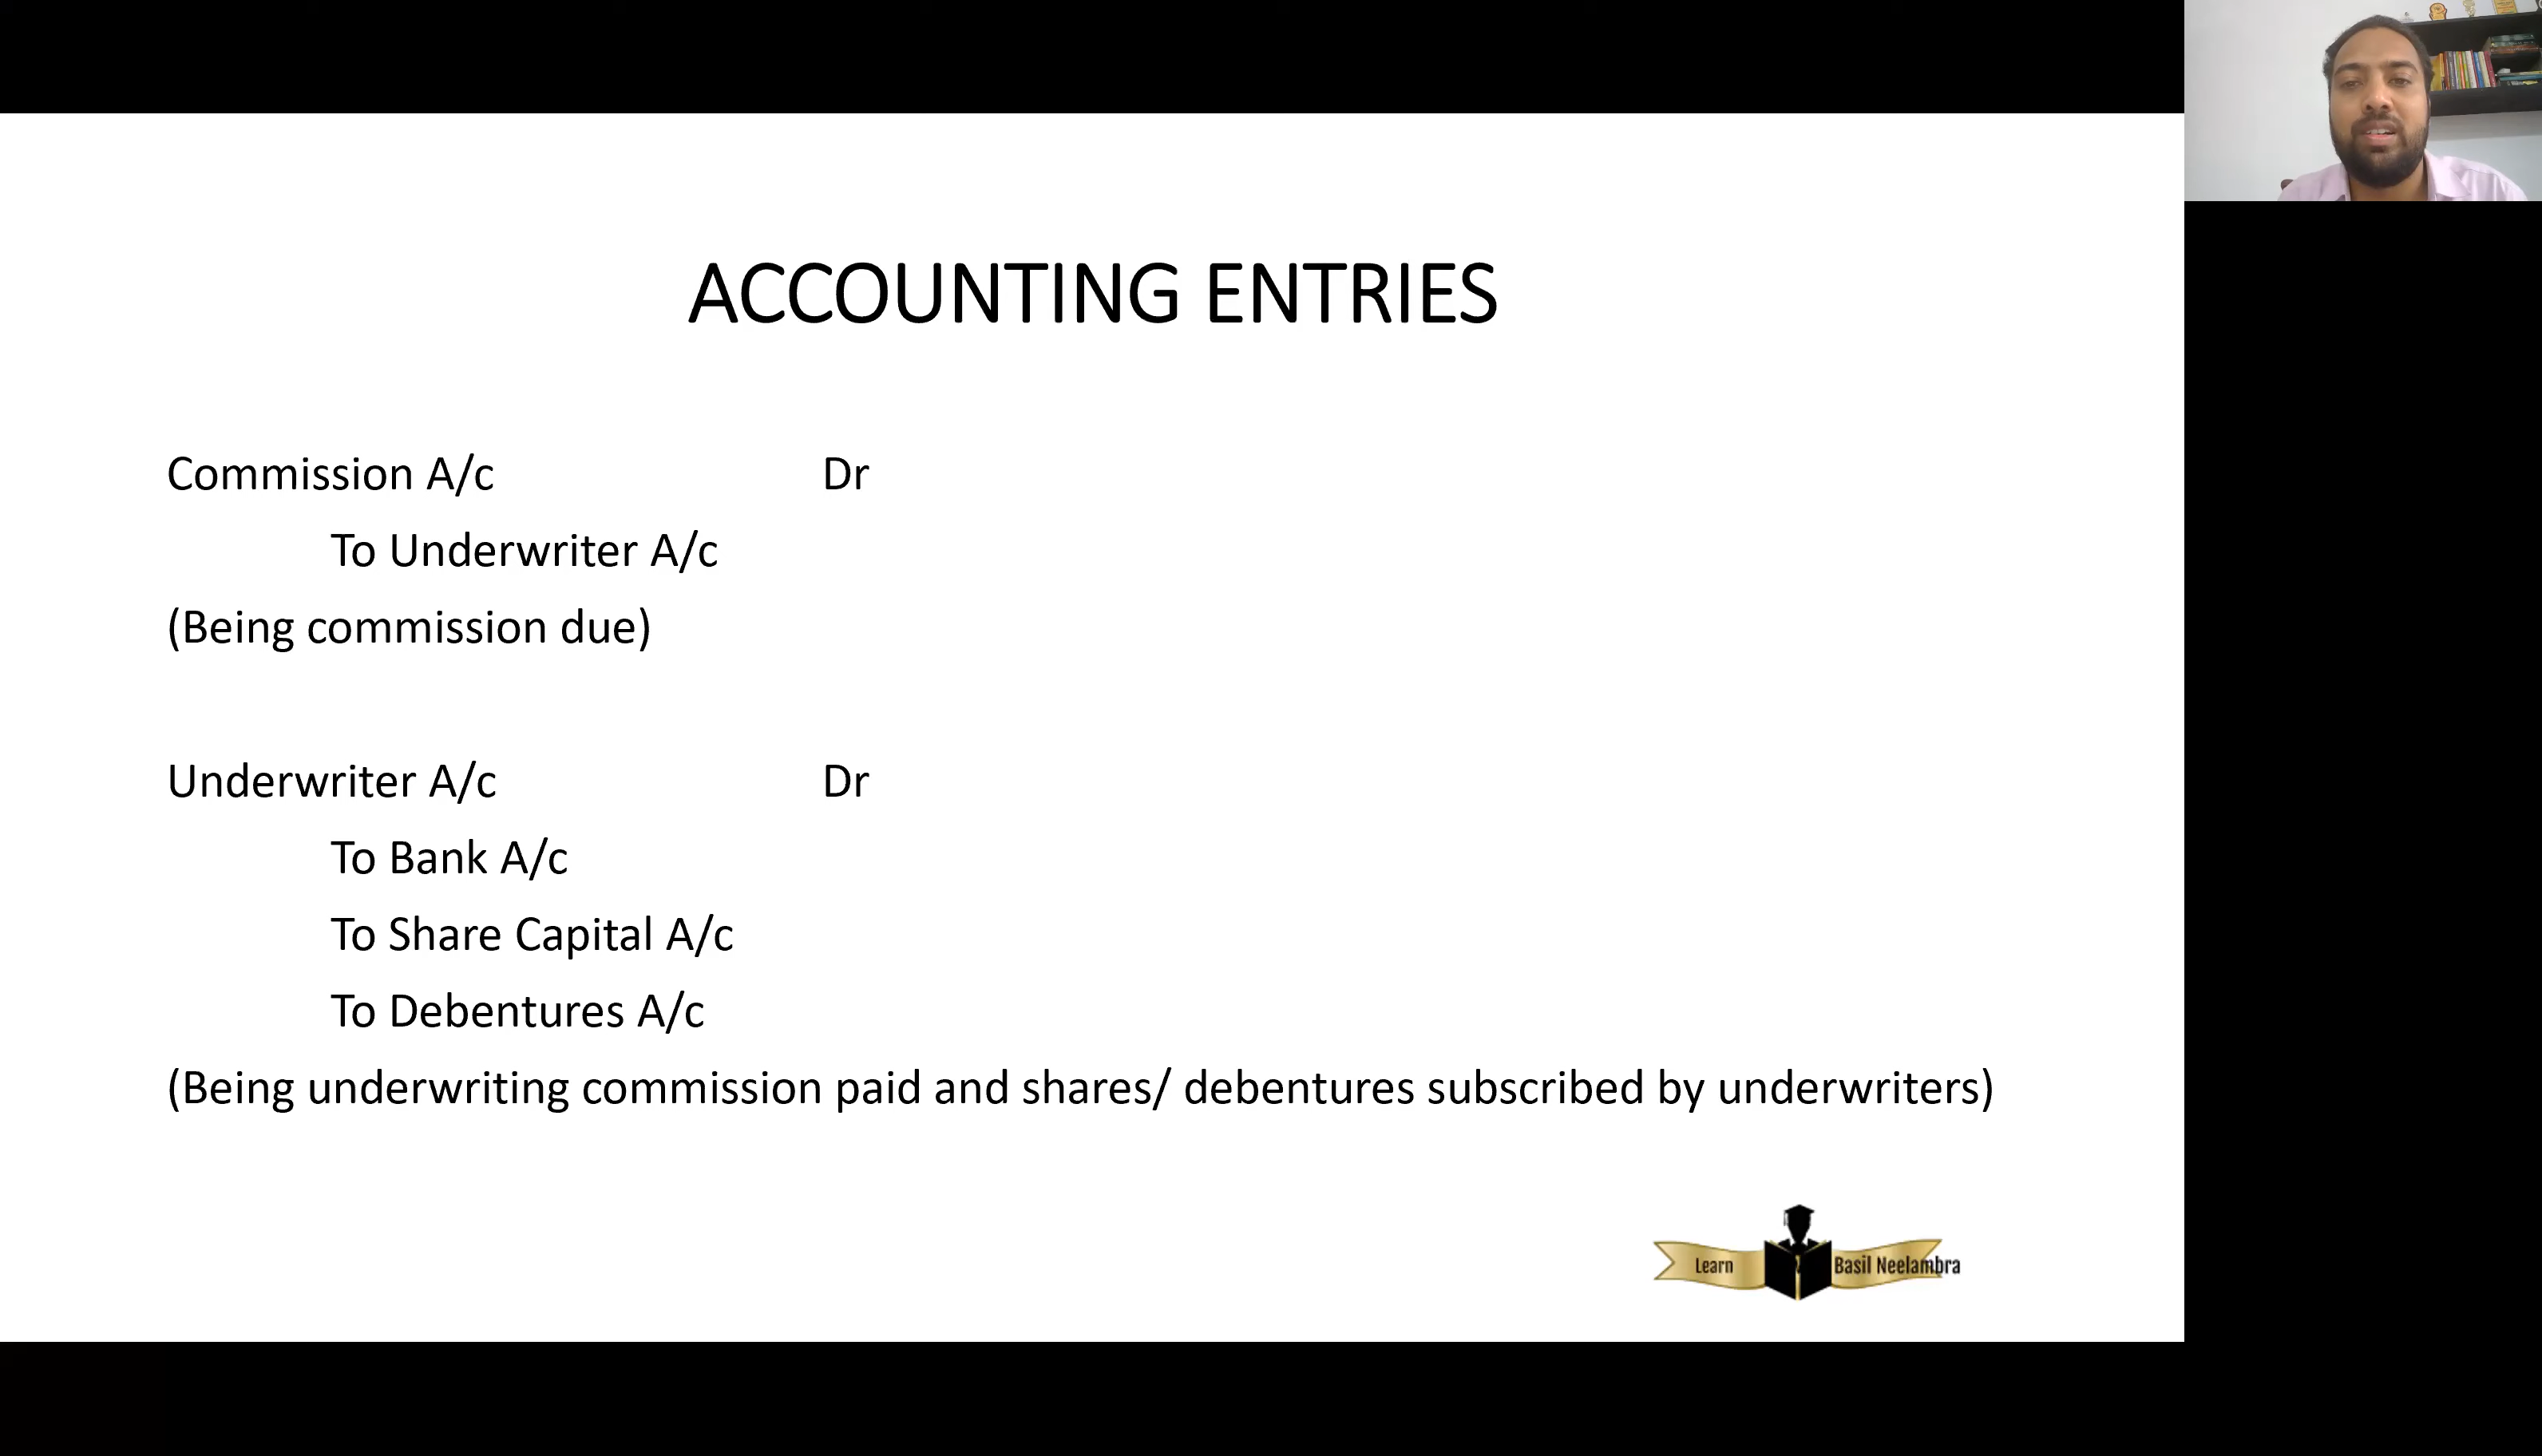 ACCOUNTING ENTRIES
Commission A/c Dr
To Underwriter A/c
(Being commission due)
Underwriter A/c Dr
To Bank A/c
To Share Capital A/c
To Debentures A/c
(Being underwriting commission paid and shares/ debentures subscribed by underwriters)
Learn Basil Neelambra